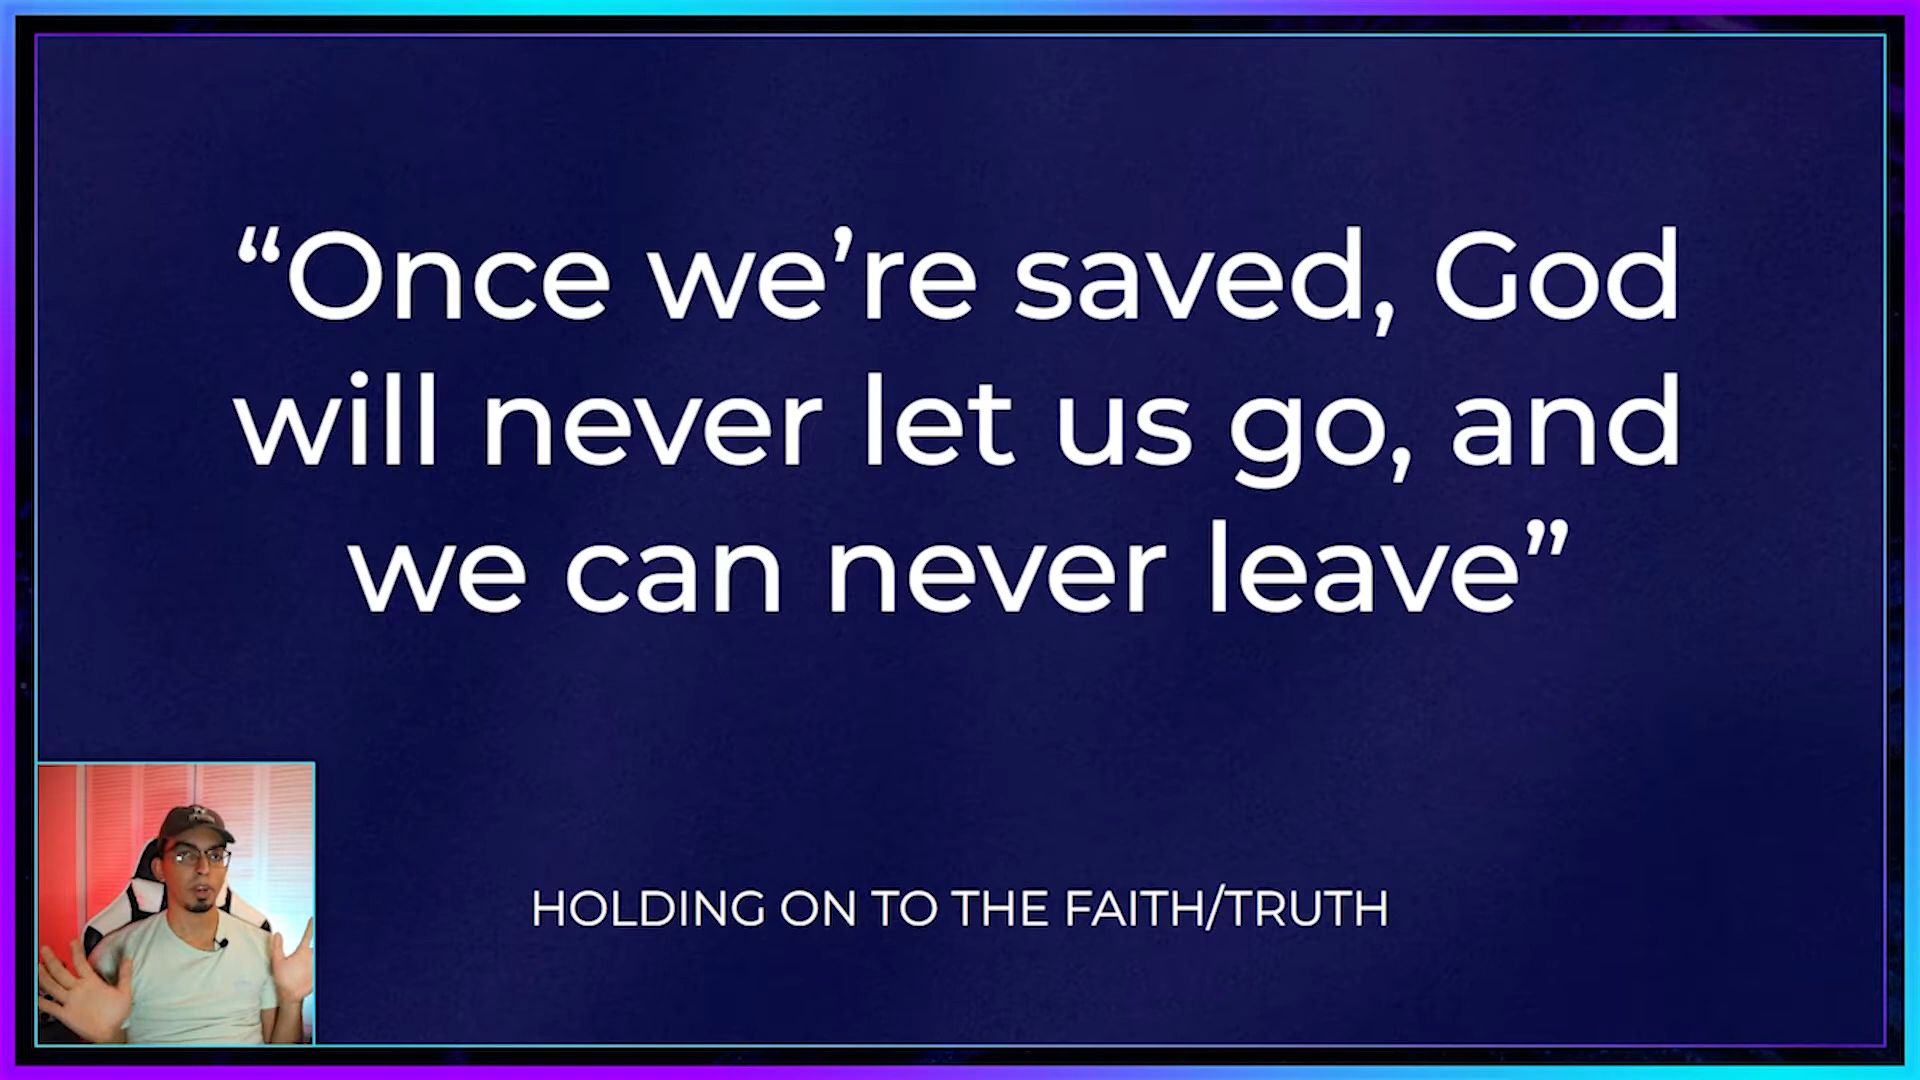 “Once we’re saved, God
will never let us go, and
we can never leave”
HOLDING ON TO THE FAITH/TRUTH